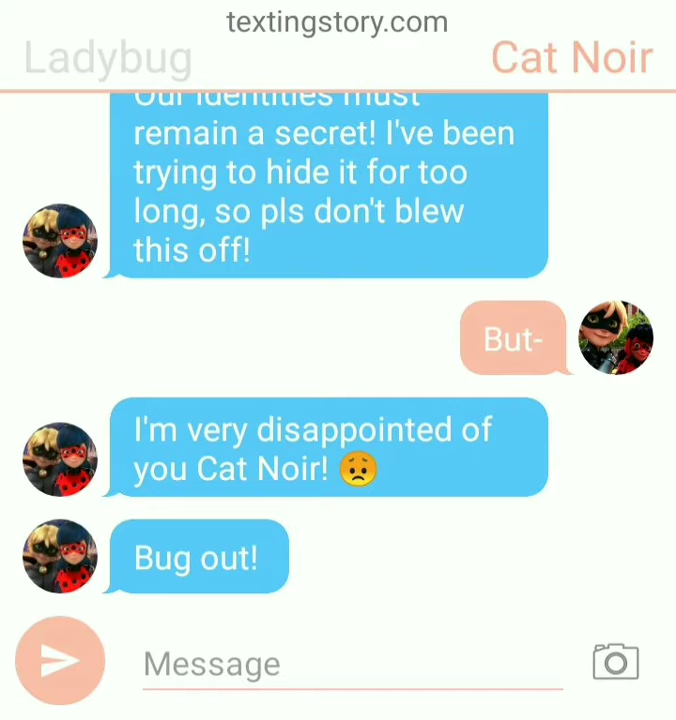 textingstory.com
Ladybug
Cat Noir
Our identities must
remain a secret! I've been
trying to hide it for too
long, so pls don't blew
this off!
But-
I'm very disappointed of
you Cat Noir! 😞
Bug out!
Message